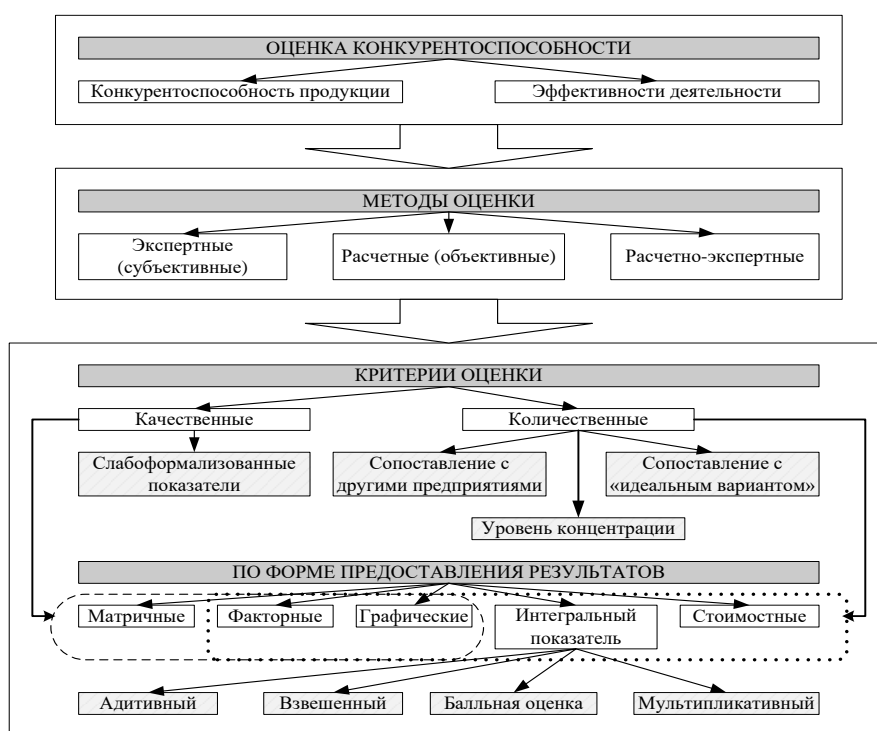 ОЦЕНКА КОНКУРЕНТОСПОСОБНОСТИ
Конкурентоспособность продукции
Эффективности деятельности
МЕТОДЫ ОЦЕНКИ
Экспертные
(субъективные)
Расчетные (объективные)
Расчетно-экспертные
КРИТЕРИИ ОЦЕНКИ
Качественные
Количественные
Слабоформализованные
показатели
Сопоставление с
другими предприятиями
Сопоставление с
«идеальным вариантом»
Уровень концентрации
ПО ФОРМЕ ПРЕДОСТАВЛЕНИЯ РЕЗУЛЬТАТОВ
Матричные
Факторные
Графические
Интегральный
показатель
Стоимостные
Адитивный
Взвешенный
Балльная оценка
Мультипликативный